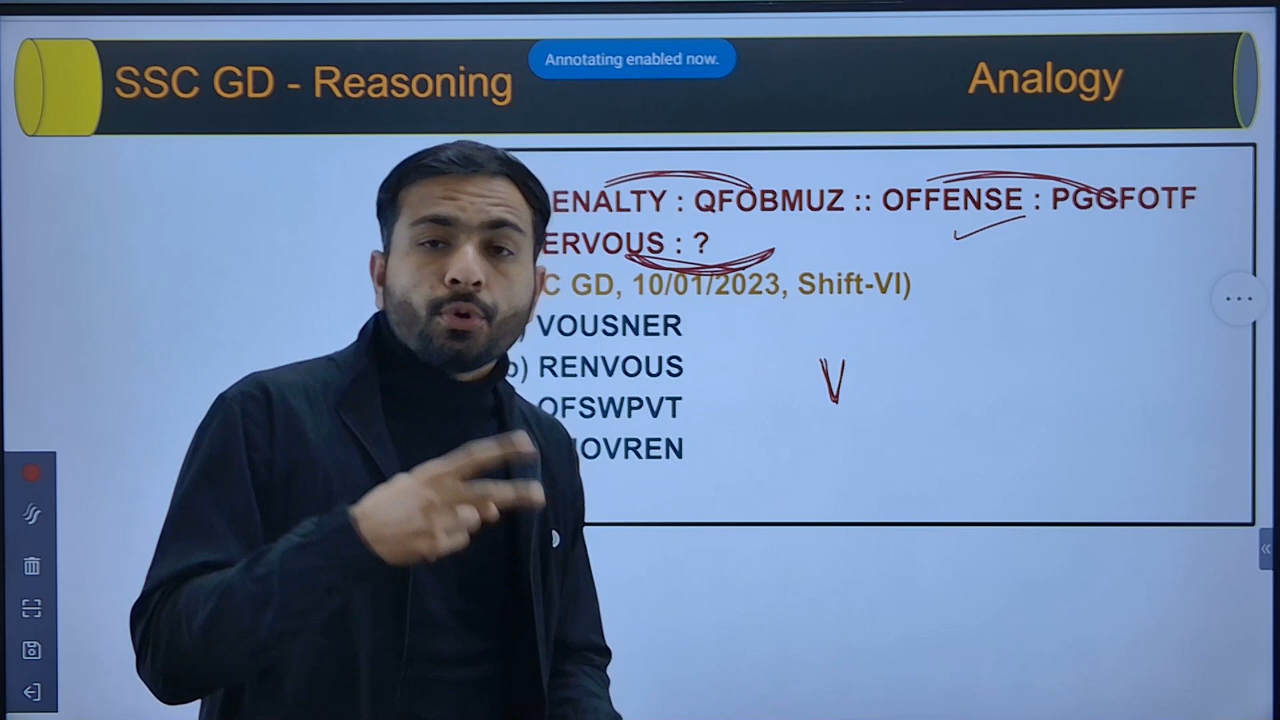 Annotating enabled now.
SSC GD - Reasoning
Analogy
ENALTY : QFOBMUZ :: OFFENSE : PGGFOTF
ERVOUS : ?
C GD, 10/01/2023, Shift-VI)
) VOUSNER
b) RENVOUS
OFSWPVT
OVREN
V